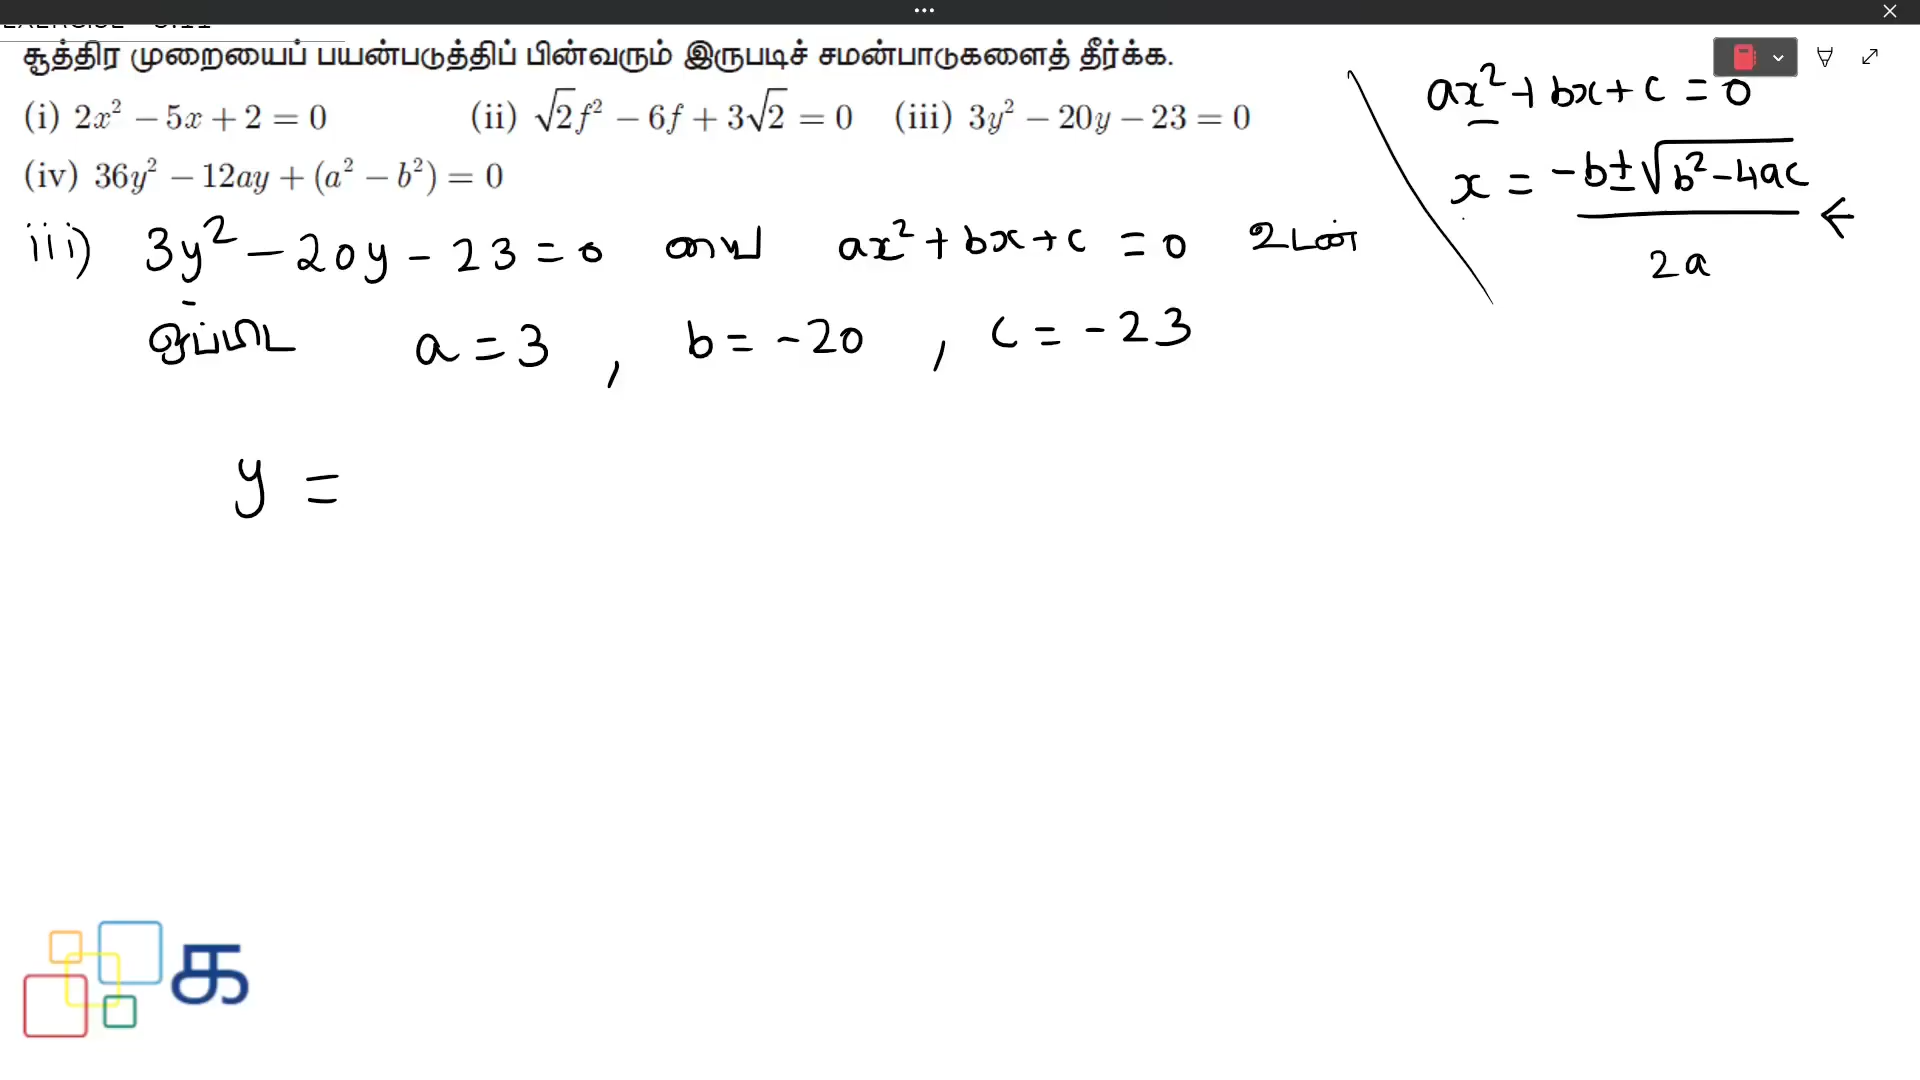 சூத்திர முறையைப் பயன்படுத்திப் பின்வரும் இருபடிச் சமன்பாடுகளைத் தீர்க்க.
(i) 2x² − 5x + 2 = 0 (ii) √2f² − 6f + 3√2 = 0 (iii) 3y² − 20y − 23 = 0
(iv) 36y² − 12ay + (a² − b²) = 0
ax² + bx + c = 0
x = -b ± √b² - 4ac
2a
iii) 3y² - 20y - 23 = 0 யை ax² + bx + c = 0 உடன்
ஒப்பிட a = 3 , b = -20 , c = -23
y =
க